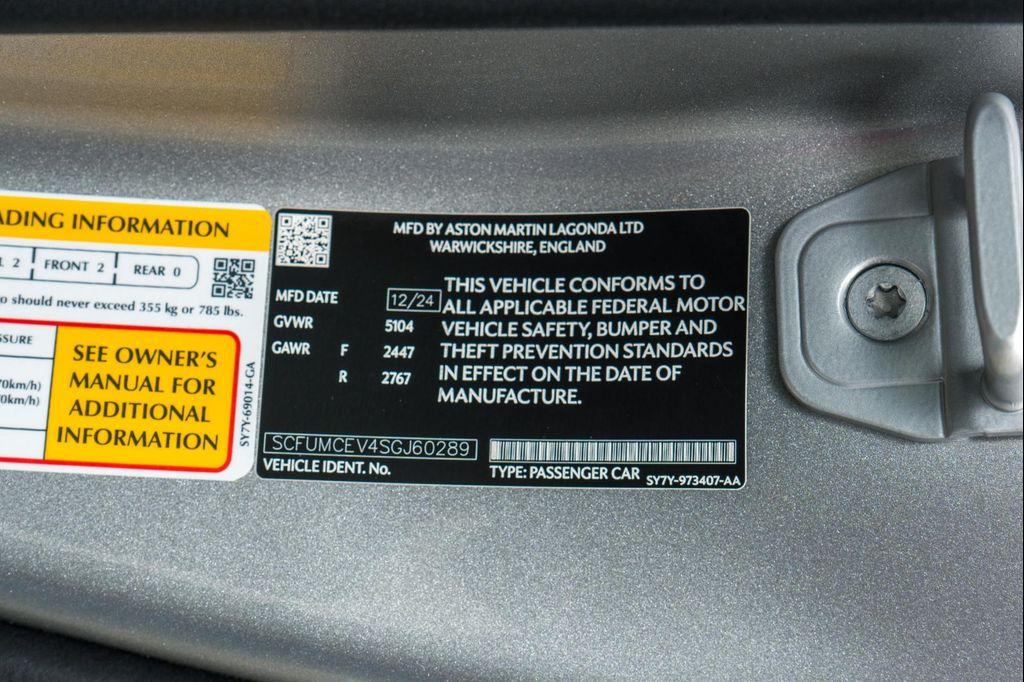 ADING INFORMATION
2
FRONT 2
REAR 0
o should never exceed 355 kg or 785 lbs.
SSURE
0km/h)
0km/h)
SEE OWNER'S
MANUAL FOR
ADDITIONAL
INFORMATION
SY7Y-69014-GA
MFD BY ASTON MARTIN LAGONDA LTD
WARWICKSHIRE, ENGLAND
MFD DATE 12/24
GVWR 5104
GAWR F 2447
R 2767
THIS VEHICLE CONFORMS TO
ALL APPLICABLE FEDERAL MOTOR
VEHICLE SAFETY, BUMPER AND
THEFT PREVENTION STANDARDS
IN EFFECT ON THE DATE OF
MANUFACTURE.
SCFUMCEV4SGJ60289
VEHICLE IDENT. No.
TYPE: PASSENGER CAR
SY7Y-973407-AA